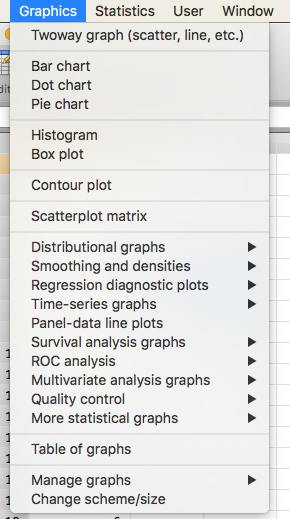 Graphics Statistics User Window
Twoway graph (scatter, line, etc.)
Bar chart
Dot chart
Pie chart
Histogram
Box plot
Contour plot
Scatterplot matrix
Distributional graphs
Smoothing and densities
Regression diagnostic plots
Time-series graphs
Panel-data line plots
Survival analysis graphs
ROC analysis
Multivariate analysis graphs
Quality control
More statistical graphs
Table of graphs
Manage graphs
Change scheme/size